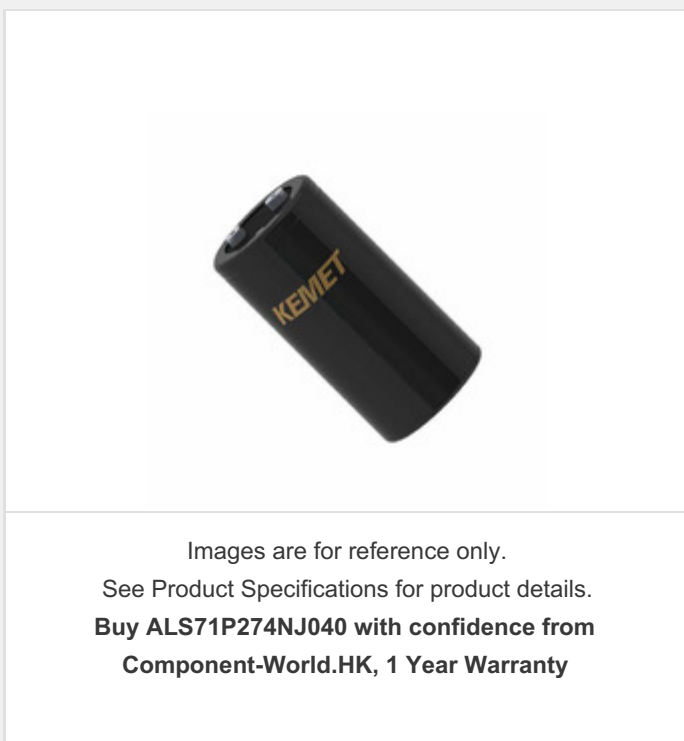 KEMET
Images are for reference only.
See Product Specifications for product details.
Buy ALS71P274NJ040 with confidence from
Component-World.HK, 1 Year Warranty